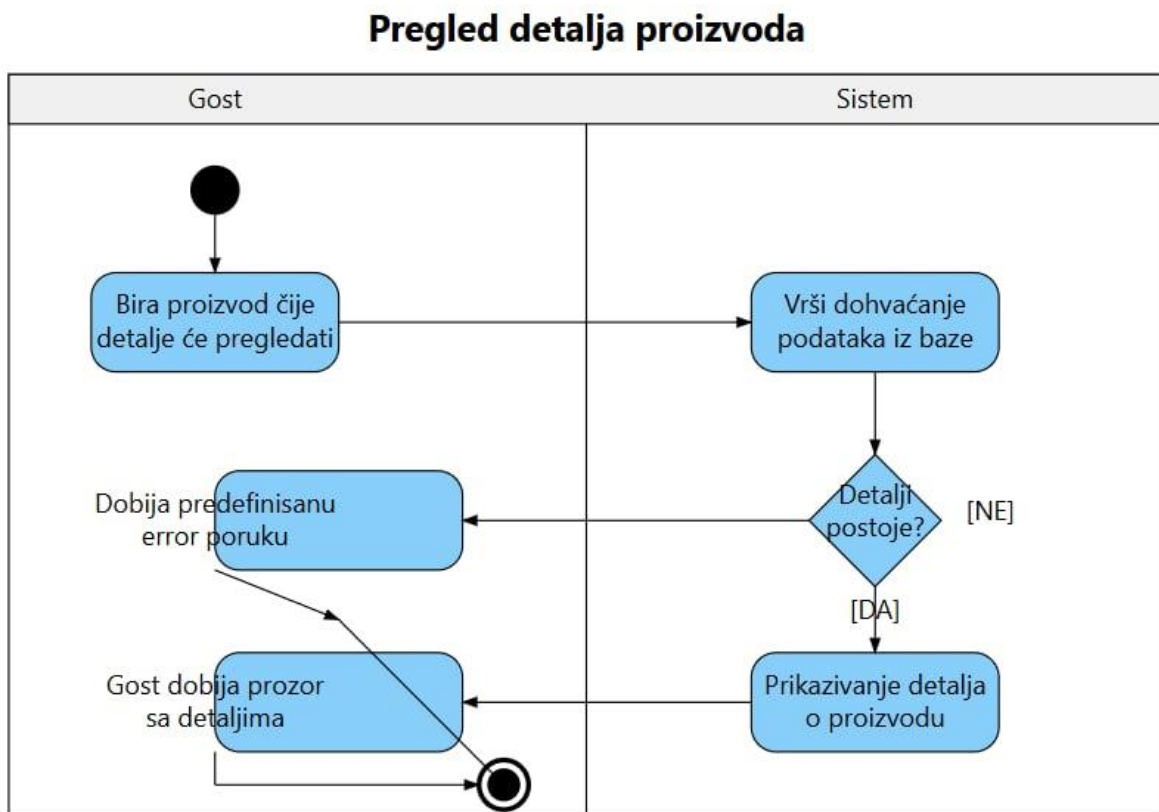 Pregled detalja proizvoda
Gost
Sistem
Bira proizvod čije
detalje će pregledati
Vrši dohvaćanje
podataka iz baze
Detalji
postoje?
[NE]
Dobija predefinisanu
error poruku
[DA]
Prikazivanje detalja
o proizvodu
Gost dobija prozor
sa detaljima